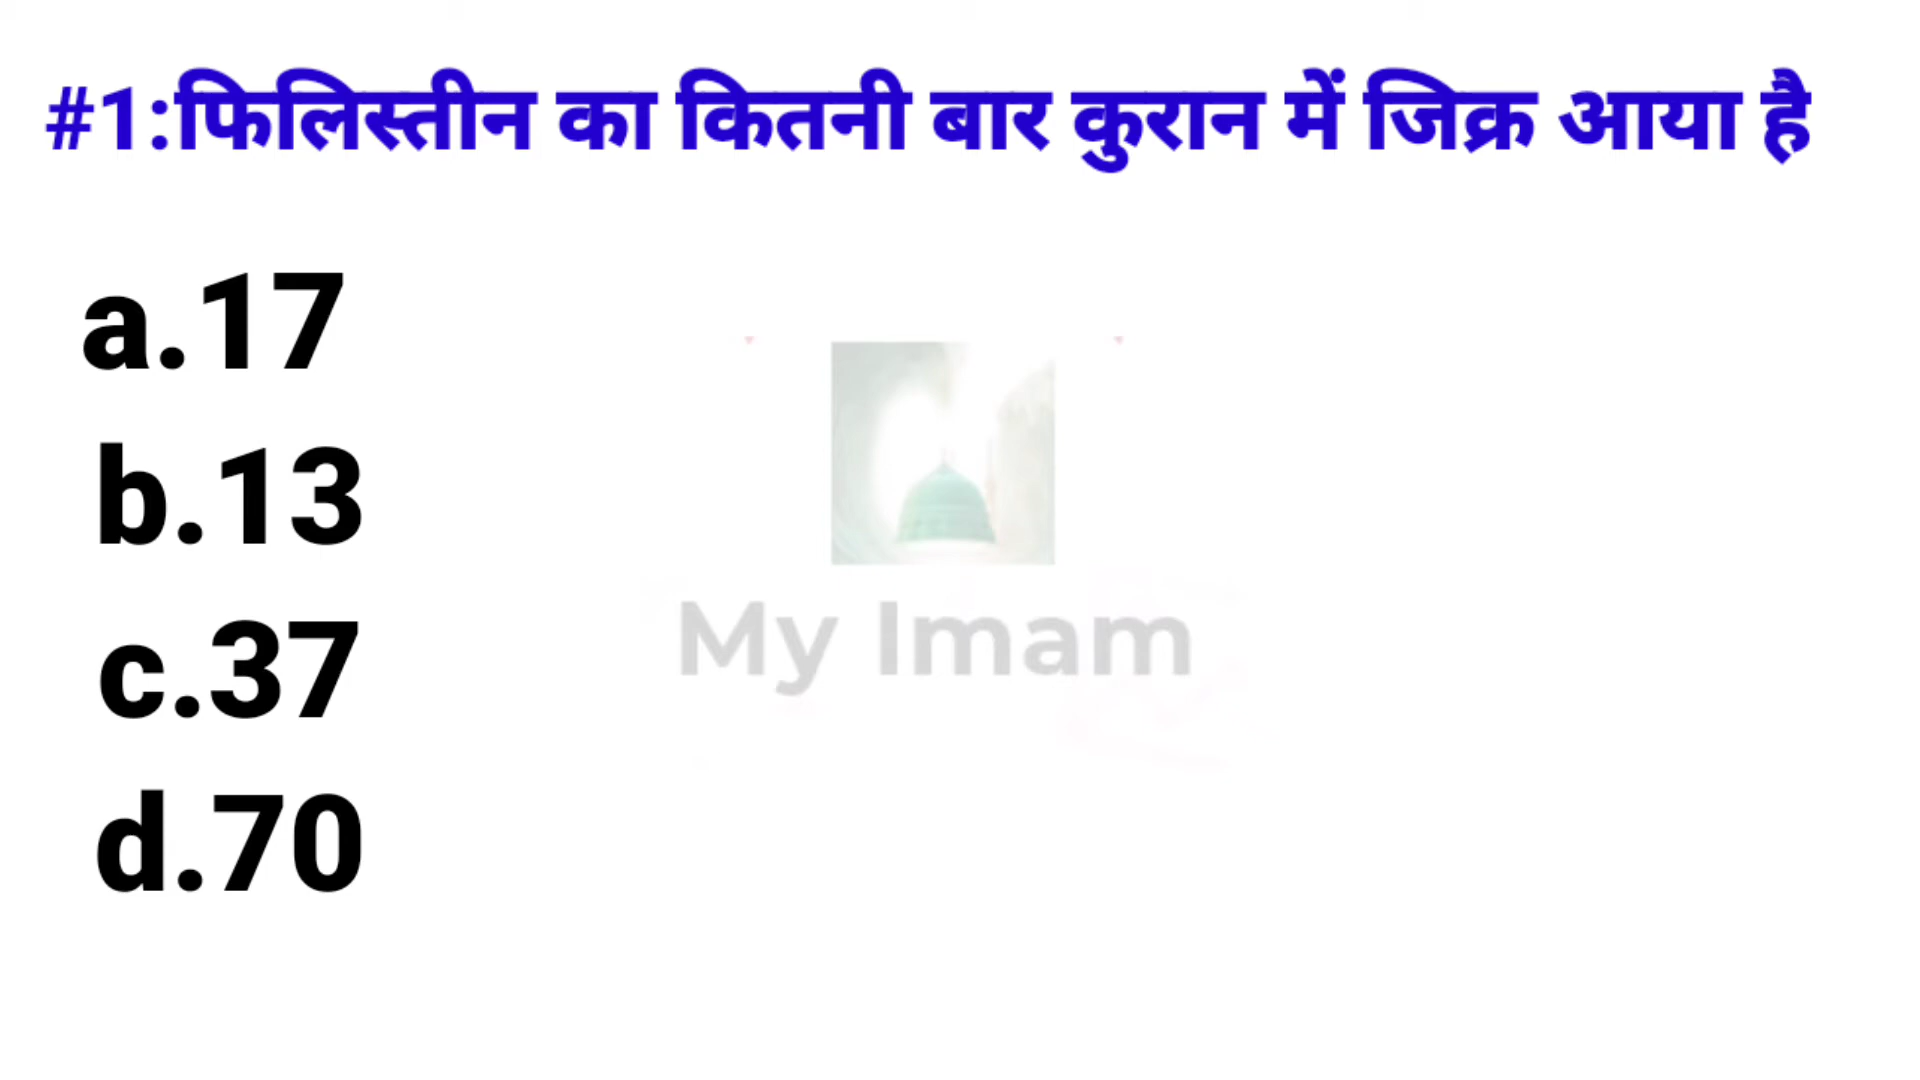 #1:फिलिस्तीन का कितनी बार कुरान में जिक्र आया है
a.17
b.13
c.37
d.70
My Imam